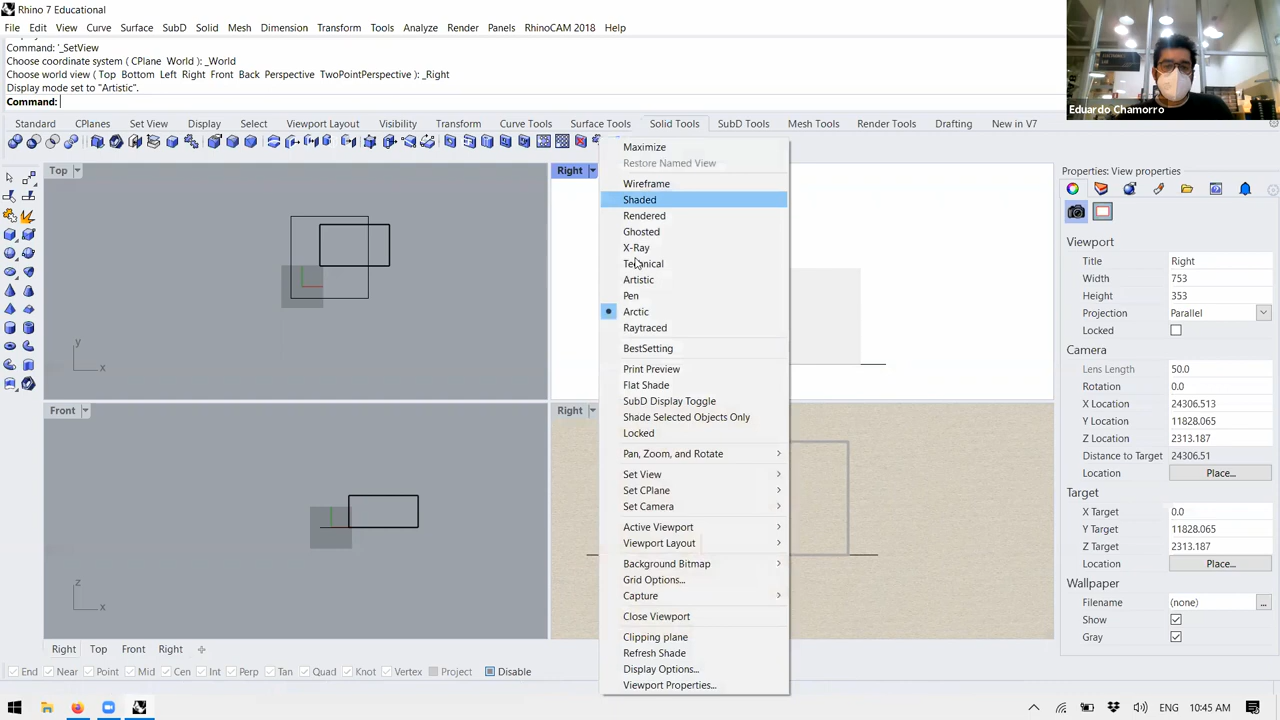 Rhino 7 Educational
File Edit View Curve Surface SubD Solid Mesh Dimension Transform Tools Analyze Render Panels RhinoCAM 2018 Help
Command: '_SetView
Choose coordinate system ( CPlane World ): _World
Choose world view ( Top Bottom Left Right Front Back Perspective TwoPointPerspective ): _Right
Display mode set to "Artistic".
Command:
Eduardo Chamorro
Standard CPlanes Set View Display Select Viewport Layout Curve Tools Surface Tools Solid Tools SubD Tools Mesh Tools Render Tools Drafting New in V7
Top
Right
Front
Right
Maximize
Restore Named View
Wireframe
Shaded
Rendered
Ghosted
X-Ray
Technical
Artistic
Pen
Arctic
Raytraced
BestSetting
Print Preview
Flat Shade
SubD Display Toggle
Shade Selected Objects Only
Locked
Pan, Zoom, and Rotate
Set View
Set CPlane
Set Camera
Active Viewport
Viewport Layout
Background Bitmap
Grid Options...
Capture
Close Viewport
Clipping plane
Refresh Shade
Display Options...
Viewport Properties...
y
x
z
x
Properties: View properties
Viewport
Title Right
Width 753
Height 353
Projection Parallel
Locked
Camera
Lens Length 50.0
Rotation 0.0
X Location 24306.513
Y Location 11828.065
Z Location 2313.187
Distance to Target 24306.51
Location Place...
Target
X Target 0.0
Y Target 11828.065
Z Target 2313.187
Location Place...
Wallpaper
Filename (none) ...
Show
Gray
Right Top Front Right
End Near Point Mid Cen Int Perp Tan Quad Knot Vertex Project Disable
ENG 10:45 AM